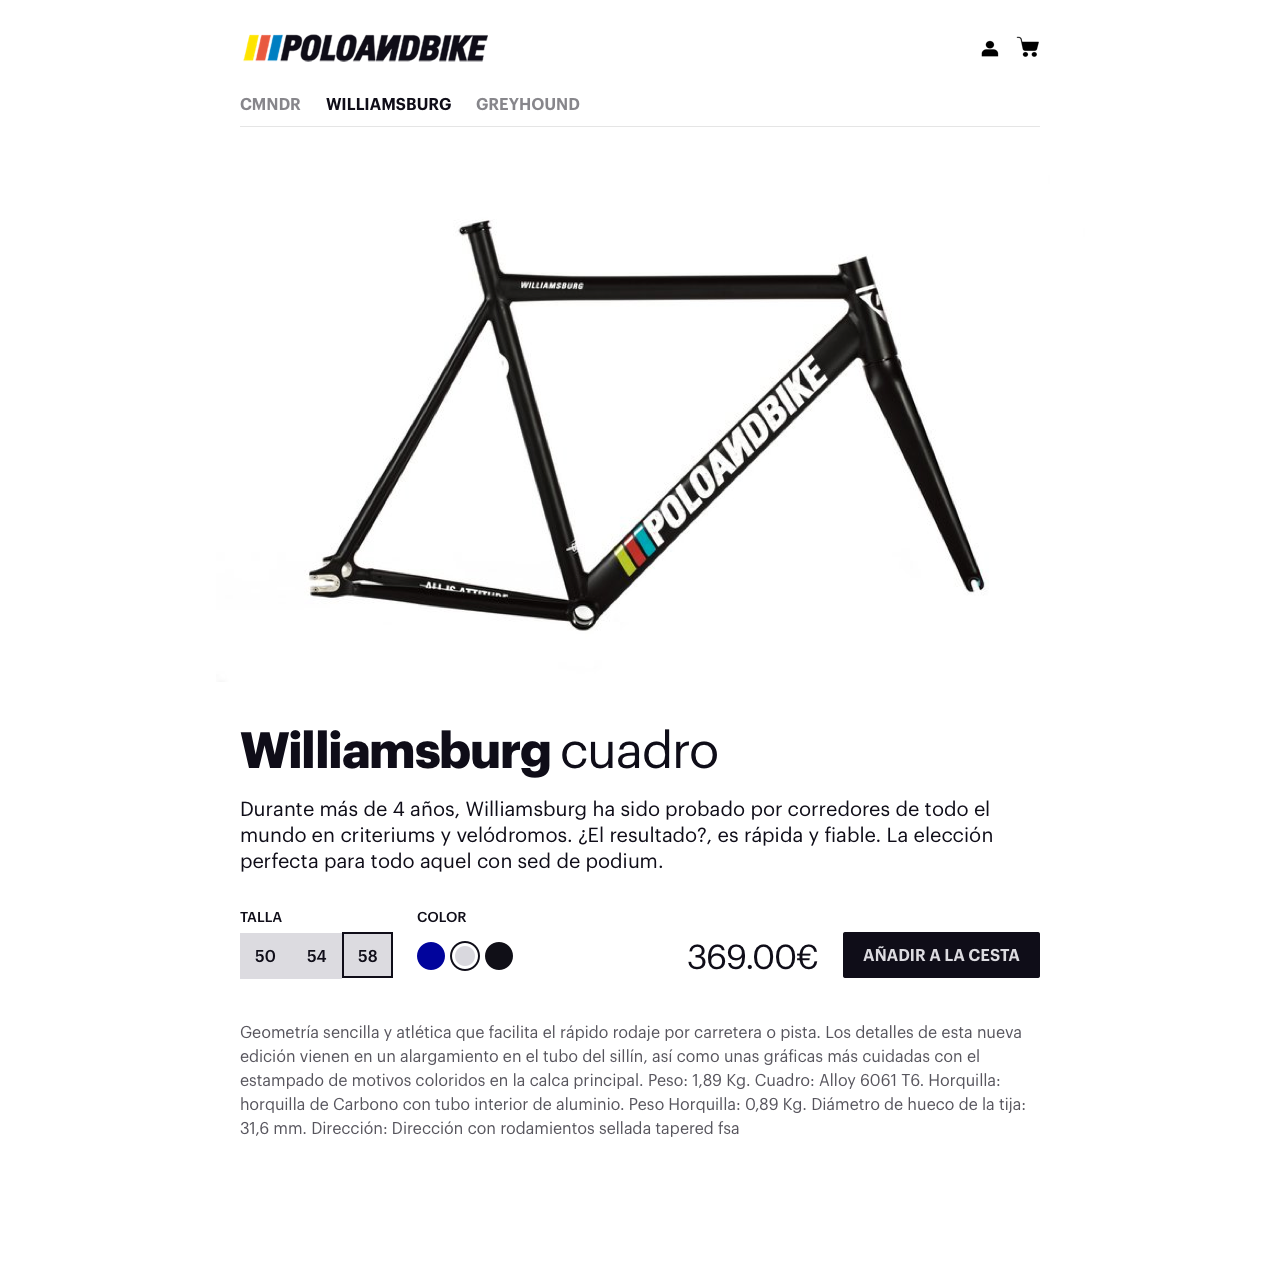 POLOANDBIKE
CMNDR WILLIAMSBURG GREYHOUND
WILLIAMSBURG
POLOANDBIKE
ALL IS ATTITUDE
Williamsburg cuadro
Durante más de 4 años, Williamsburg ha sido probado por corredores de todo el
mundo en criteriums y velódromos. ¿El resultado?, es rápida y fiable. La elección
perfecta para todo aquel con sed de podium.
TALLA COLOR
50 54 58 369.00€ AÑADIR A LA CESTA
Geometría sencilla y atlética que facilita el rápido rodaje por carretera o pista. Los detalles de esta nueva
edición vienen en un alargamiento en el tubo del sillín, así como unas gráficas más cuidadas con el
estampado de motivos coloridos en la calca principal. Peso: 1,89 Kg. Cuadro: Alloy 6061 T6. Horquilla:
horquilla de Carbono con tubo interior de aluminio. Peso Horquilla: 0,89 Kg. Diámetro de hueco de la tija:
31,6 mm. Dirección: Dirección con rodamientos sellada tapered fsa